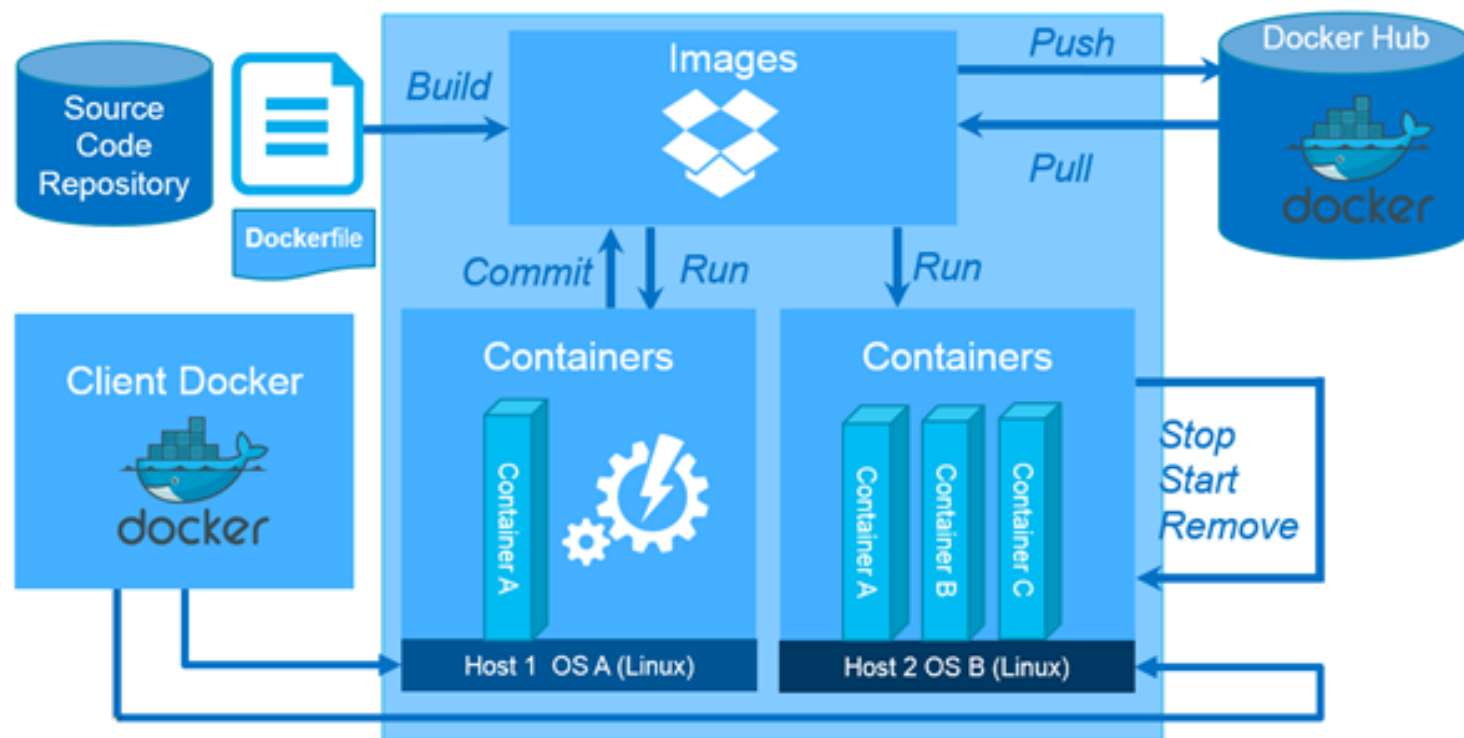 Source
Code
Repository
Dockerfile
Build
Images
Push
Pull
Docker Hub
docker
Commit
Run
Run
Client Docker
docker
Containers
Container A
Host 1 OS A (Linux)
Containers
Container A
Container B
Container C
Host 2 OS B (Linux)
Stop
Start
Remove